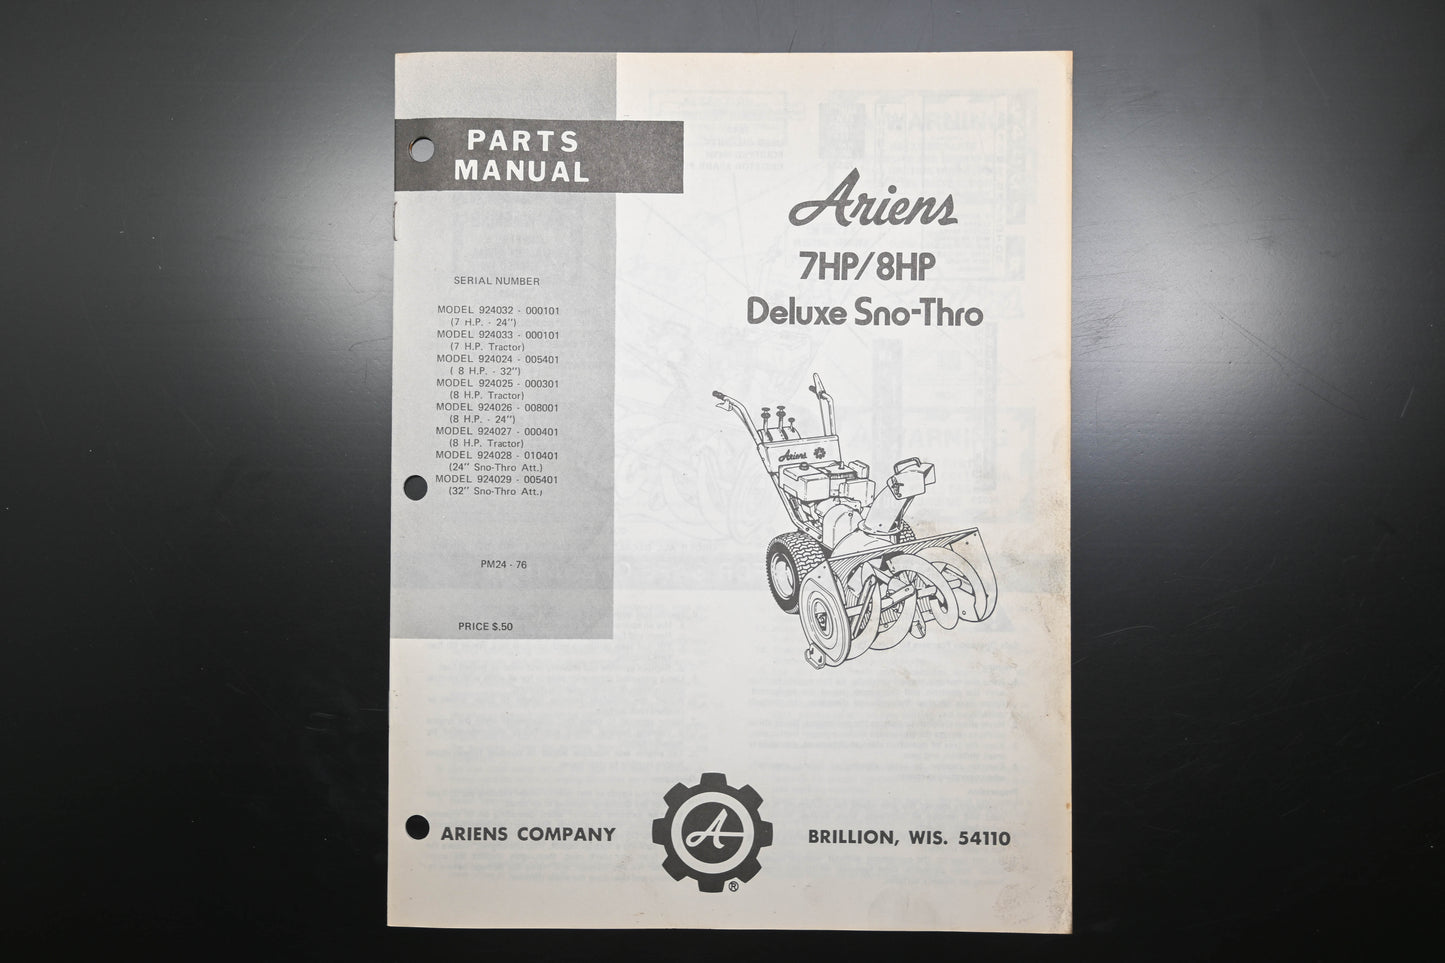 PARTS
MANUAL
SERIAL NUMBER
MODEL 924032 - 000101
(7 H.P. - 24")
MODEL 924033 - 000101
(7 H.P. Tractor)
MODEL 924024 - 005401
( 8 H.P. - 32")
MODEL 924025 - 000301
(8 H.P. Tractor)
MODEL 924026 - 008001
(8 H.P. - 24")
MODEL 924027 - 000401
(8 H.P. Tractor)
MODEL 924028 - 010401
(24" Sno-Thro Att.)
MODEL 924029 - 005401
(32" Sno-Thro Att.)
PM24 - 76
PRICE $.50
Ariens
7HP/8HP
Deluxe Sno-Thro
Ariens
ARIENS COMPANY
A
®
BRILLION, WIS. 54110